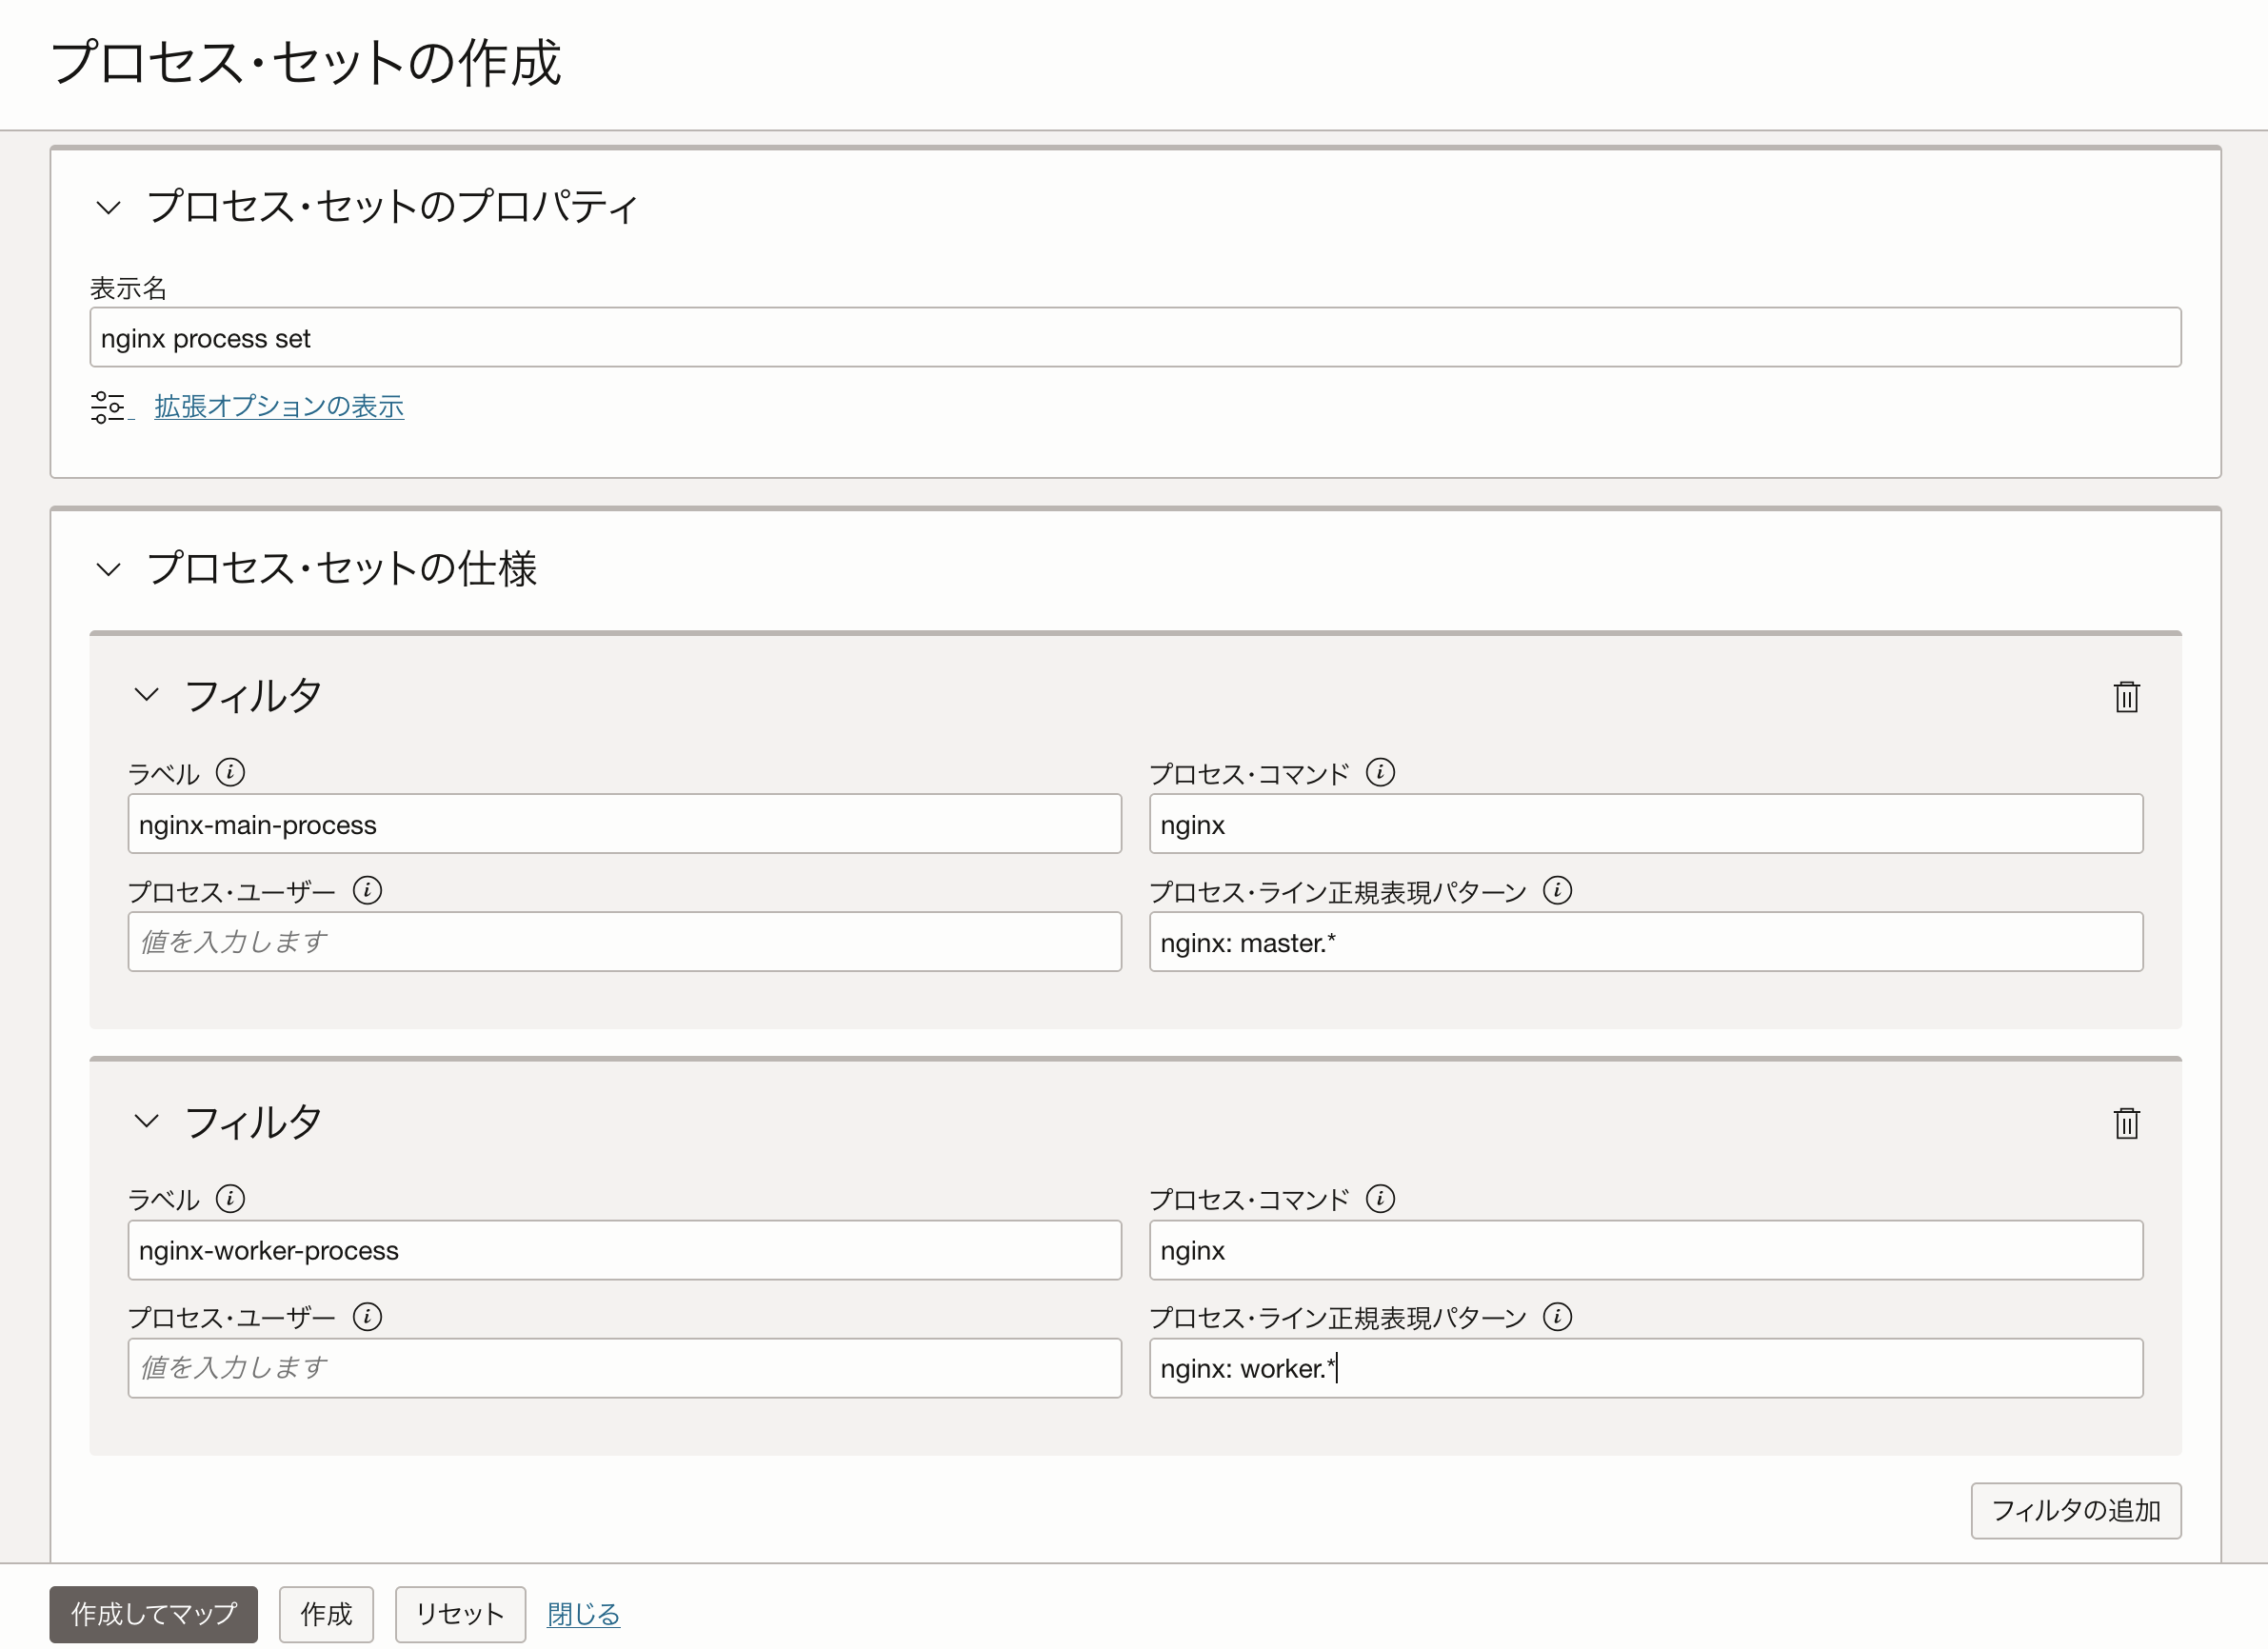 プロセス・セットの作成
プロセス・セットのプロパティ
表示名
nginx process set
拡張オプションの表示
プロセス・セットの仕様
フィルタ
ラベル
プロセス・コマンド
nginx-main-process
nginx
プロセス・ユーザー
プロセス・ライン正規表現パターン
値を入力します
nginx: master.*
フィルタ
ラベル
プロセス・コマンド
nginx-worker-process
nginx
プロセス・ユーザー
プロセス・ライン正規表現パターン
値を入力します
nginx: worker.*
フィルタの追加
作成してマップ
作成
リセット
閉じる